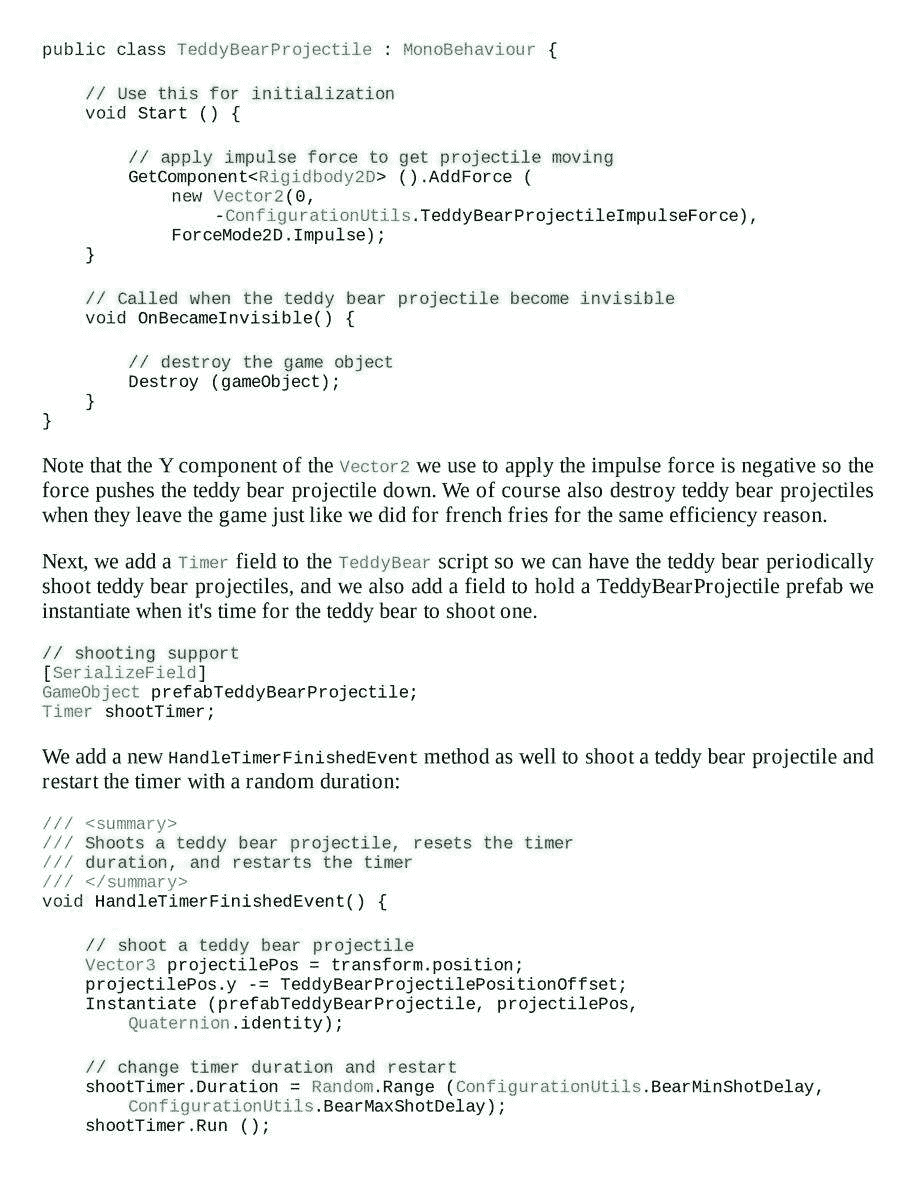 public class TeddyBearProjectile : MonoBehaviour {
// Use this for initialization
void Start () {
// apply impulse force to get projectile moving
GetComponent<Rigidbody2D> ().AddForce (
new Vector2(0,
-ConfigurationUtils.TeddyBearProjectileImpulseForce),
ForceMode2D.Impulse);
}
// Called when the teddy bear projectile become invisible
void OnBecameInvisible() {
// destroy the game object
Destroy (gameObject);
}
}
Note that the Y component of the Vector2 we use to apply the impulse force is negative so the
force pushes the teddy bear projectile down. We of course also destroy teddy bear projectiles
when they leave the game just like we did for french fries for the same efficiency reason.
Next, we add a Timer field to the TeddyBear script so we can have the teddy bear periodically
shoot teddy bear projectiles, and we also add a field to hold a TeddyBearProjectile prefab we
instantiate when it's time for the teddy bear to shoot one.
// shooting support
[SerializeField]
GameObject prefabTeddyBearProjectile;
Timer shootTimer;
We add a new HandleTimerFinishedEvent method as well to shoot a teddy bear projectile and
restart the timer with a random duration:
/// <summary>
/// Shoots a teddy bear projectile, resets the timer
/// duration, and restarts the timer
/// </summary>
void HandleTimerFinishedEvent() {
// shoot a teddy bear projectile
Vector3 projectilePos = transform.position;
projectilePos.y -= TeddyBearProjectilePositionOffset;
Instantiate (prefabTeddyBearProjectile, projectilePos,
Quaternion.identity);
// change timer duration and restart
shootTimer.Duration = Random.Range (ConfigurationUtils.BearMinShotDelay,
ConfigurationUtils.BearMaxShotDelay);
shootTimer.Run ();